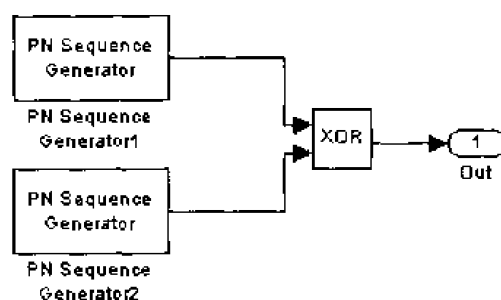 PN Sequence
Generator
PN Sequence
Generator1
XOR
1
Out
PN Sequence
Generator
PN Sequence
Generator2